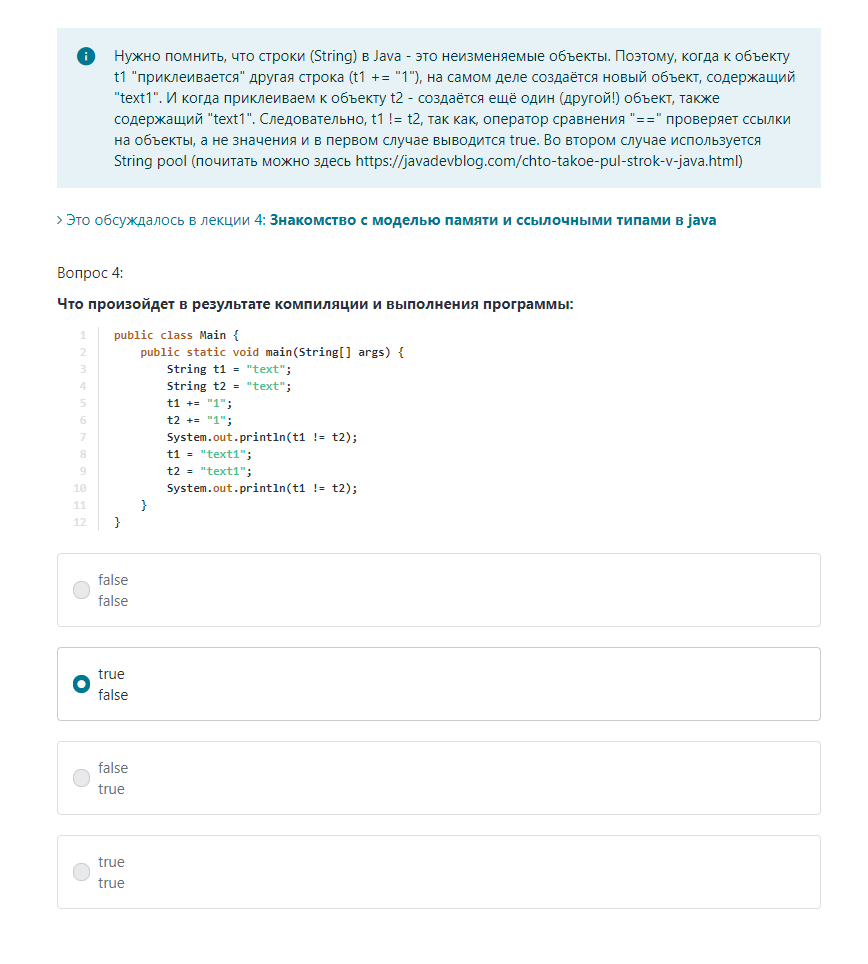 Нужно помнить, что строки (String) в Java - это неизменяемые объекты. Поэтому, когда к объекту
t1 "приклеивается" другая строка (t1 += "1"), на самом деле создаётся новый объект, содержащий
"text1". И когда приклеиваем к объекту t2 - создаётся ещё один (другой!) объект, также
содержащий "text1". Следовательно, t1 != t2, так как, оператор сравнения "==" проверяет ссылки
на объекты, а не значения и в первом случае выводится true. Во втором случае используется
String pool (почитать можно здесь https://javadevblog.com/chto-takoe-pul-strok-v-java.html)
> Это обсуждалось в лекции 4: Знакомство с моделью памяти и ссылочными типами в java
Вопрос 4:
Что произойдет в результате компиляции и выполнения программы:
1 public class Main {
2     public static void main(String[] args) {
3         String t1 = "text";
4         String t2 = "text";
5         t1 += "1";
6         t2 += "1";
7         System.out.println(t1 != t2);
8         t1 = "text1";
9         t2 = "text1";
10         System.out.println(t1 != t2);
11     }
12 }
false
false
true
false
false
true
true
true